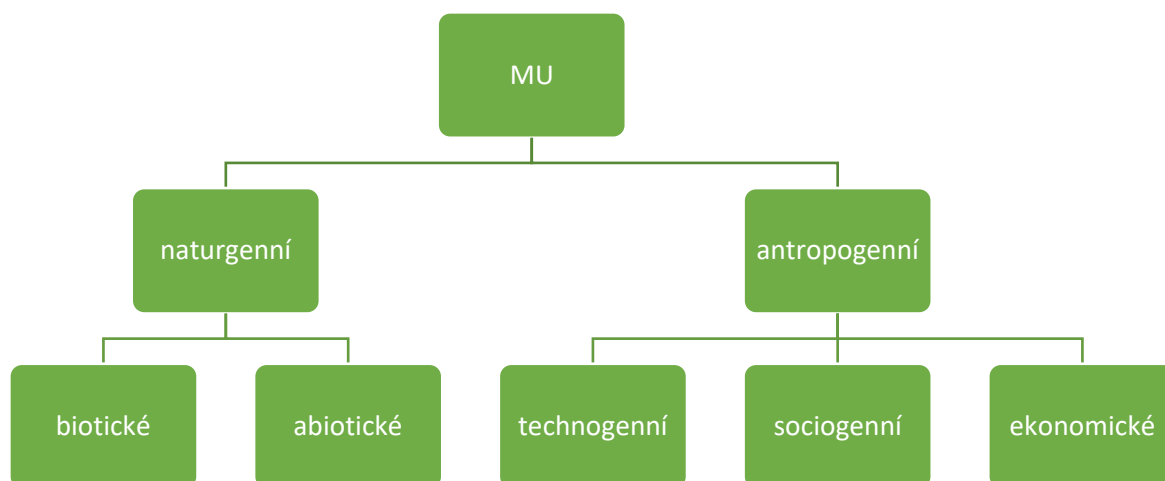 MU
naturgenní
antropogenní
biotické
abiotické
technogenní
sociogenní
ekonomické